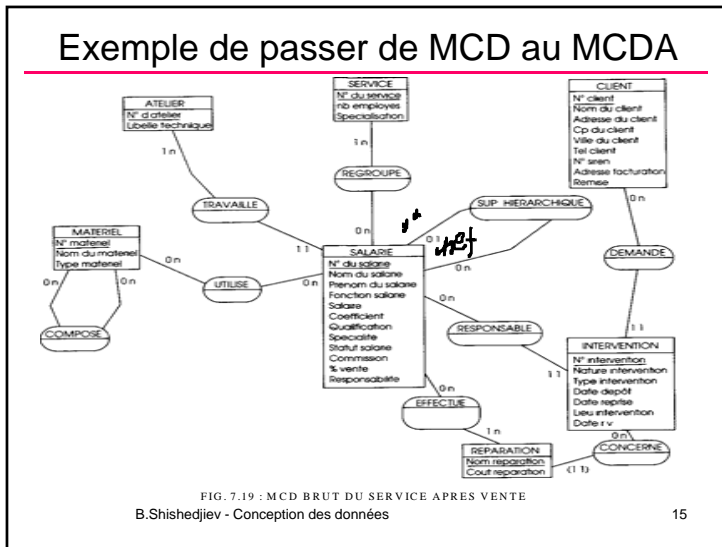 Exemple de passer de MCD au MCDA
SERVICE
N° du service
nb employes
Specialisation
CLIENT
N° client
Nom du client
Adresse du client
Cp du client
Ville du client
Tel client
N° siren
Adresse facturation
Remise
ATELIER
N° d atelier
Libelle technique
1 n
1 n
REGROUPE
0 n
TRAVAILLE
0 n
SUP HIERARCHIQUE
0 1
0 n
1 1
MATERIEL
N° materiel
Nom du materiel
Type materiel
0 n
0 n
0 n
UTILISE
0 n
COMPOSE
SALARIE
N° du salarie
Nom du salarie
Prenom du salarie
Fonction salarie
Salaire
Coefficient
Qualification
Specialité
Statut salarie
Commission
% vente
Responsabilite
DEMANDE
0 n
RESPONSABLE
1 1
1 1
INTERVENTION
N° intervention
Nature intervention
Type intervention
Date depôt
Date reprise
Lieu intervention
Date r v
0 n
EFFECTUE
1 n
REPARATION
Nom reparation
Cout reparation
0 n
CONCERNE
(1 1)
FIG. 7.19 : MCD BRUT DU SERVICE APRES VENTE
B.Shishedjiev - Conception des données
15